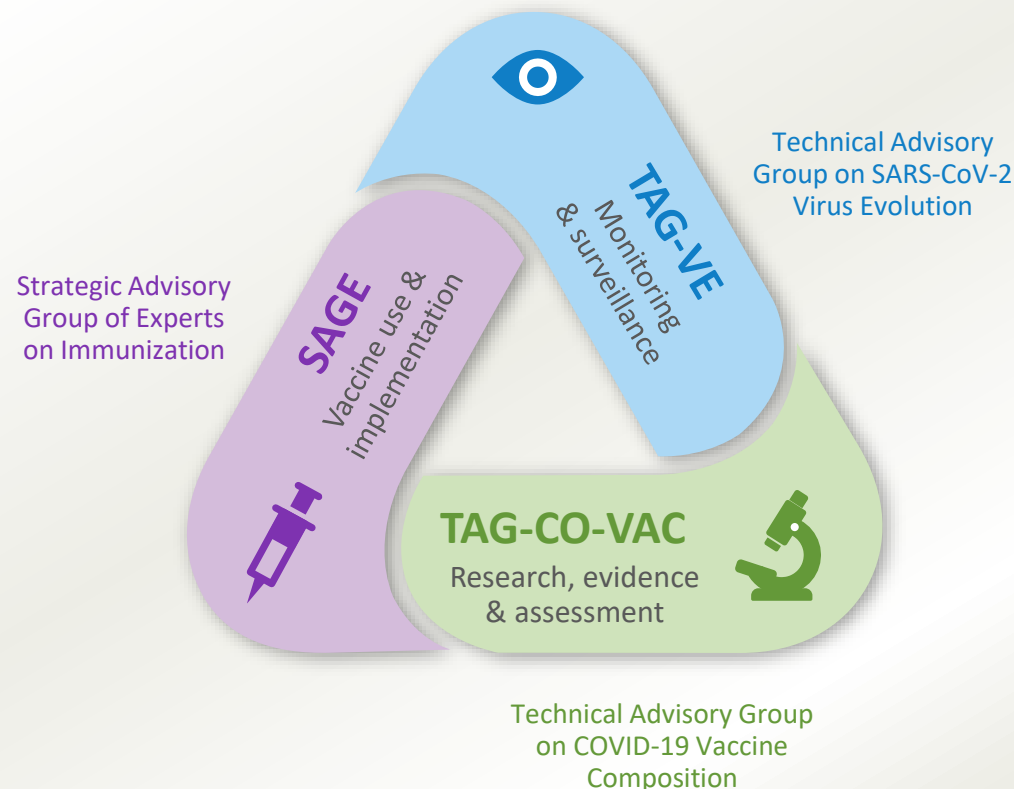 Technical Advisory
Group on SARS-CoV-2
Virus Evolution
TAG-VE
Monitoring
& surveillance
Strategic Advisory
Group of Experts
on Immunization
SAGE
Vaccine use &
implementation
TAG-CO-VAC
Research, evidence
& assessment
Technical Advisory Group
on COVID-19 Vaccine
Composition